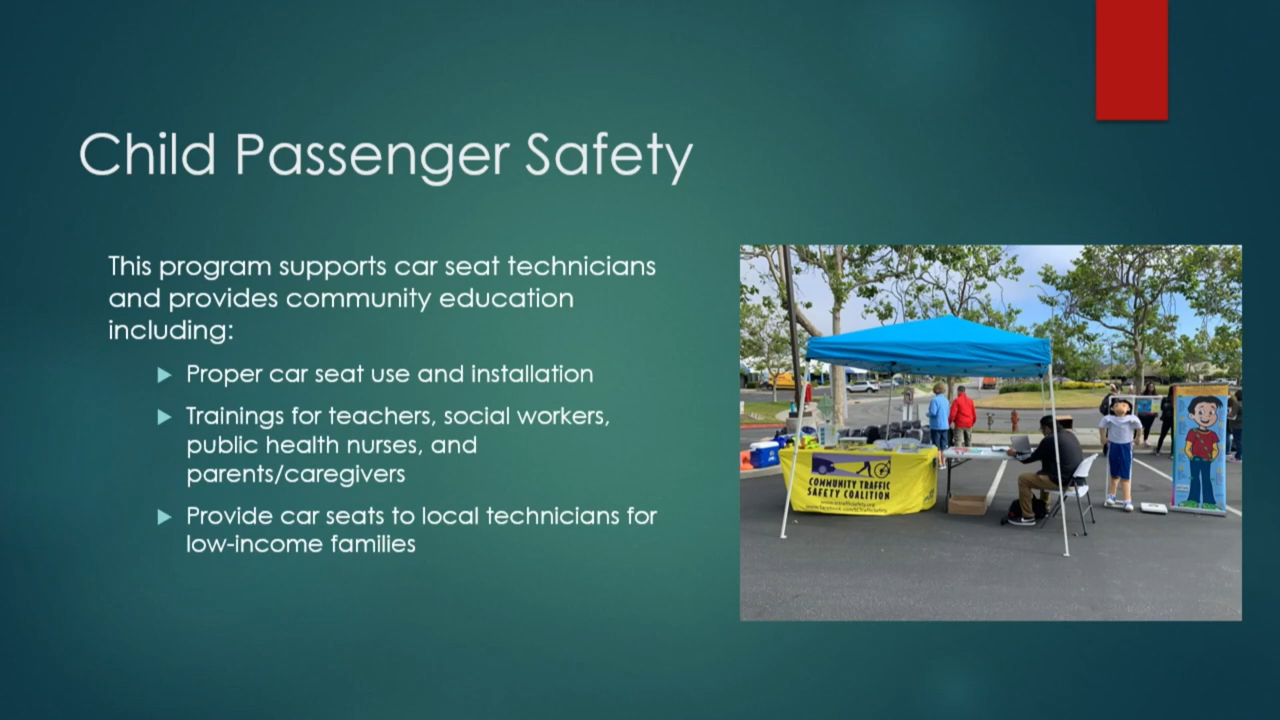 Child Passenger Safety
This program supports car seat technicians
and provides community education
including:
Proper car seat use and installation
Trainings for teachers, social workers,
public health nurses, and
parents/caregivers
Provide car seats to local technicians for
low-income families
COMMUNITY TRAFFIC
SAFETY COALITION